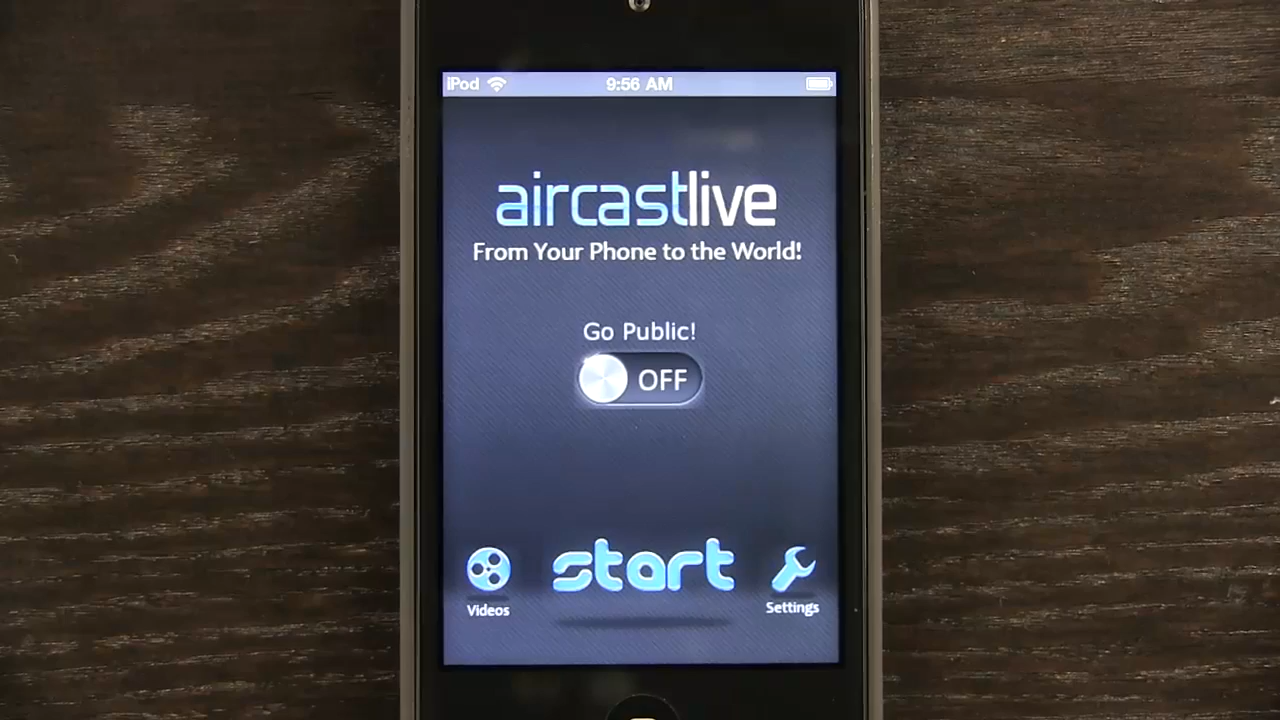 iPod 9:56 AM
aircastlive
From Your Phone to the World!
Go Public!
OFF
start
Videos
Settings